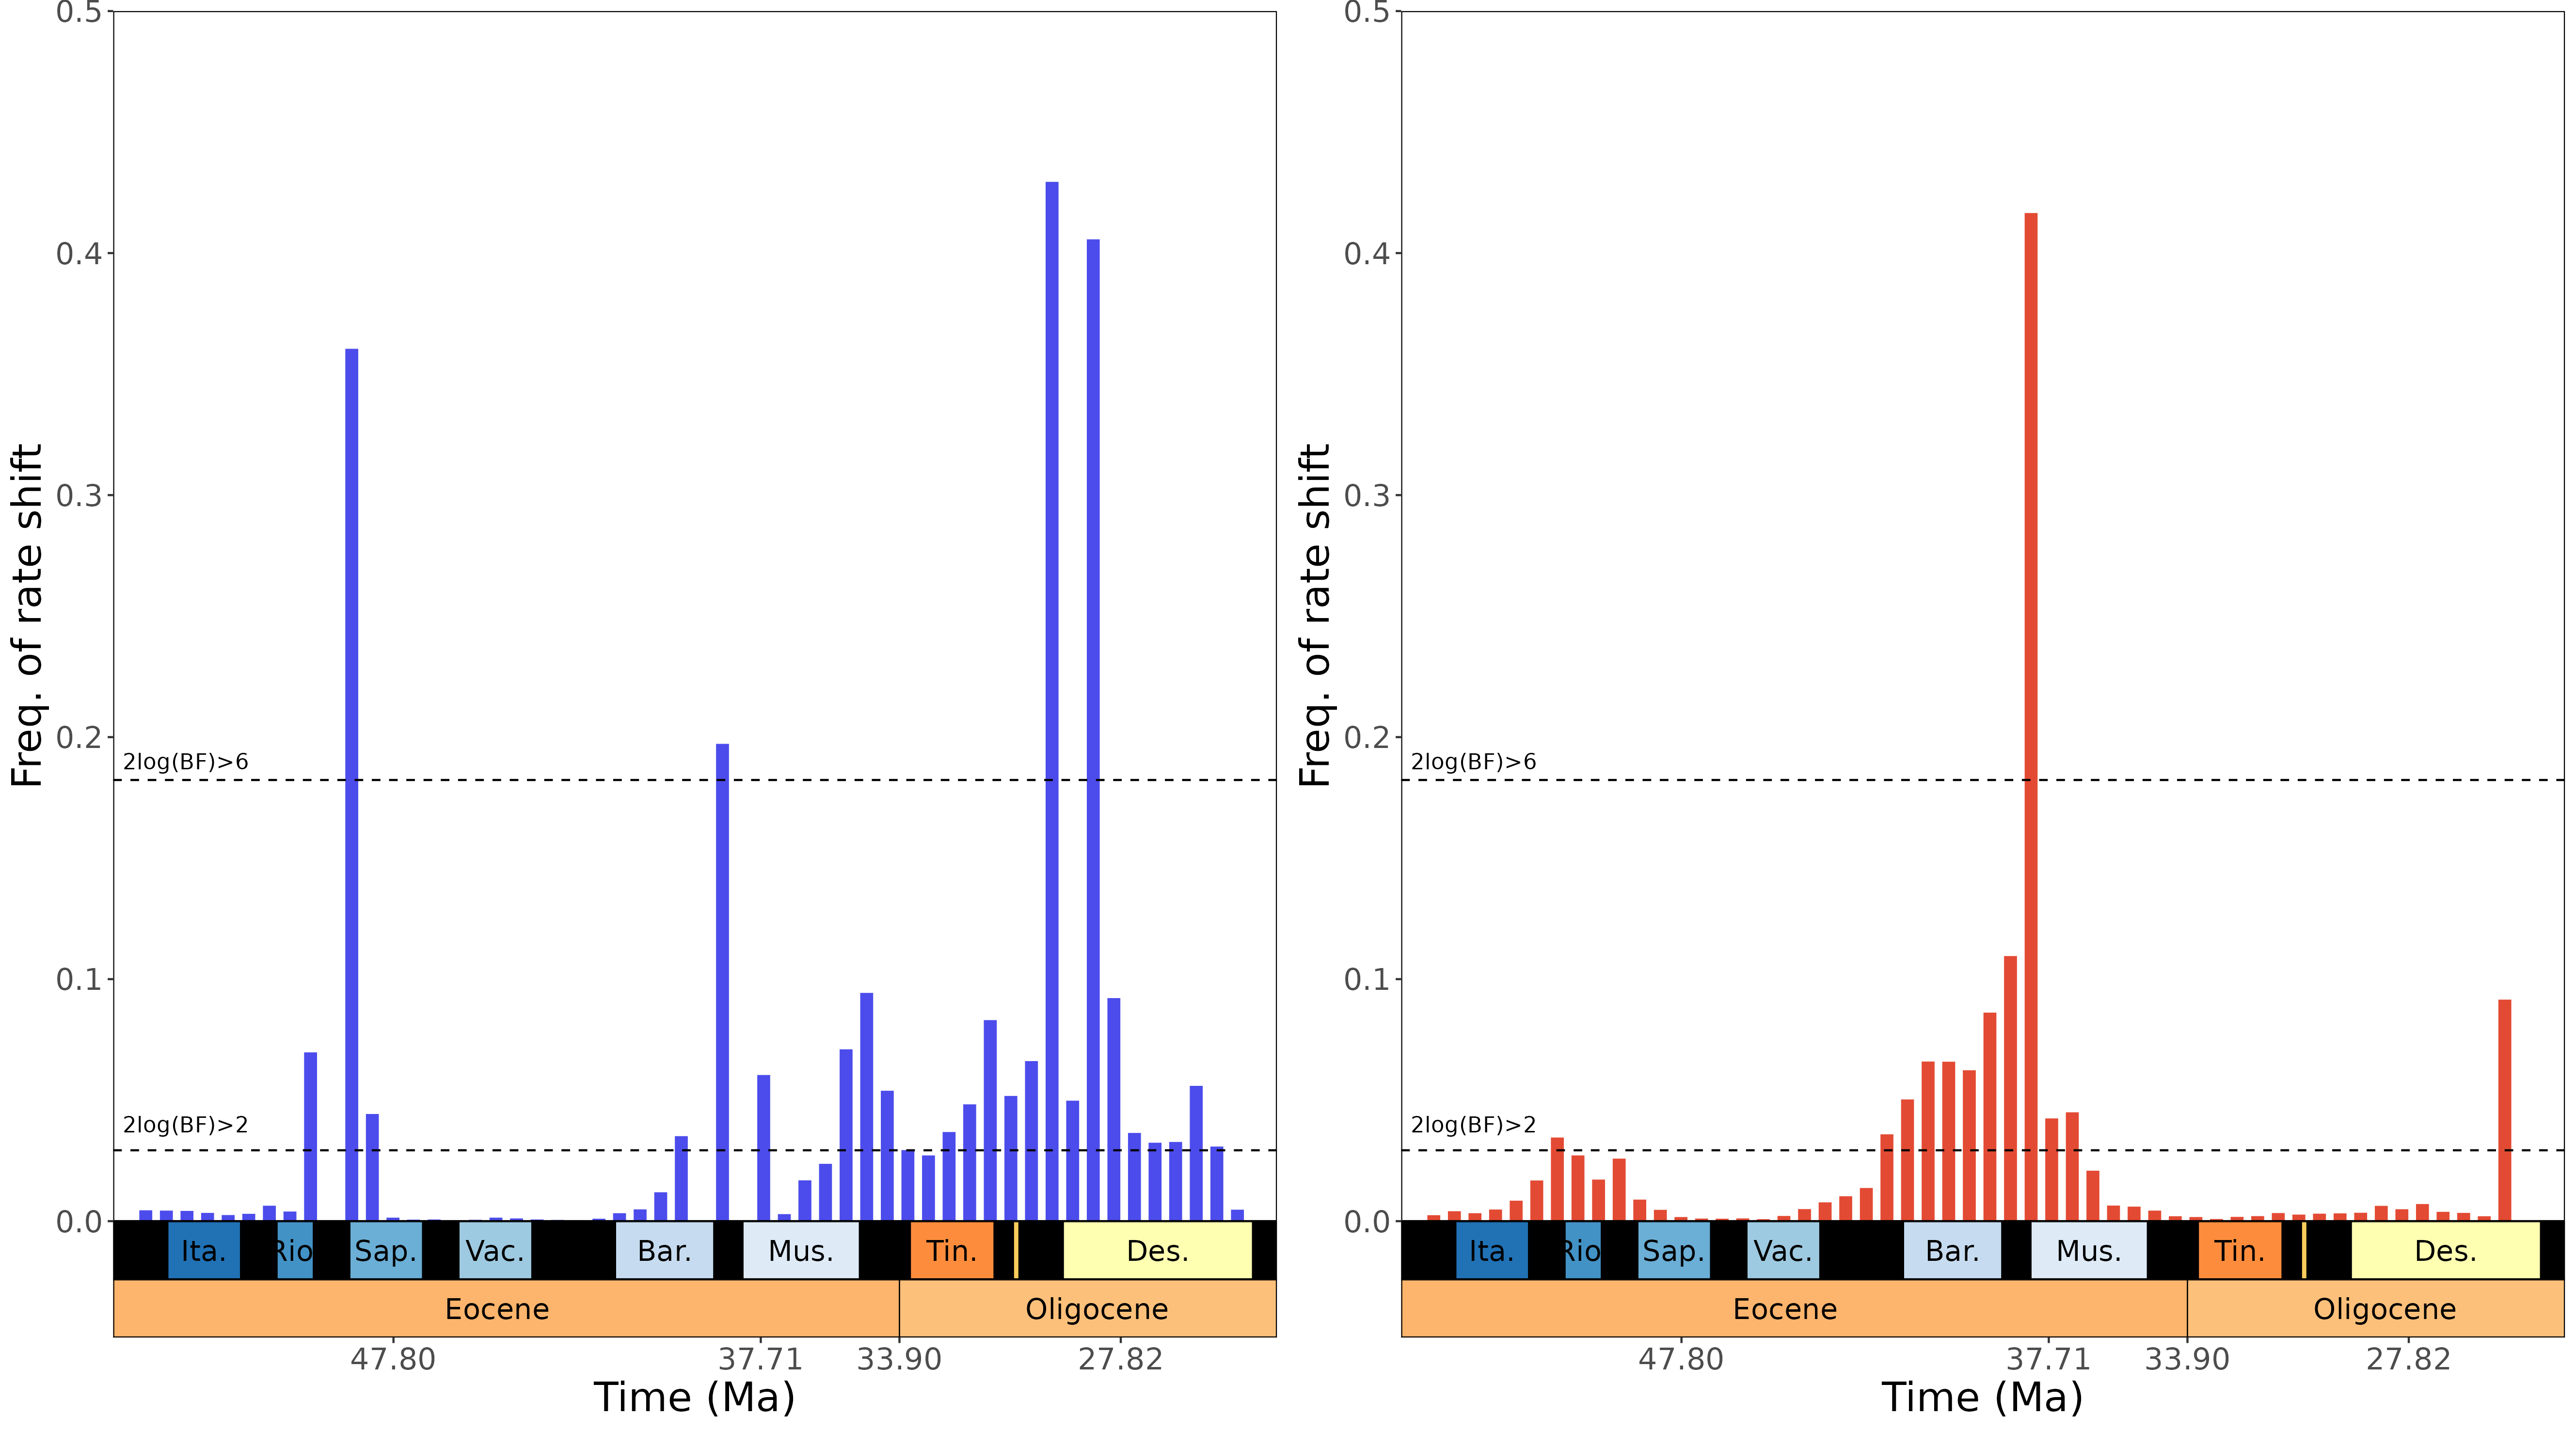 Freq. of rate shift
0.5
0.4
0.3
0.2
0.1
0.0
2log(BF)>6
2log(BF)>2
Ita. Rio Sap. Vac. Bar. Mus. Tin. Des.
Eocene Oligocene
47.80 37.71 33.90 27.82
Time (Ma)
Freq. of rate shift
0.5
0.4
0.3
0.2
0.1
0.0
2log(BF)>6
2log(BF)>2
Ita. Rio Sap. Vac. Bar. Mus. Tin. Des.
Eocene Oligocene
47.80 37.71 33.90 27.82
Time (Ma)